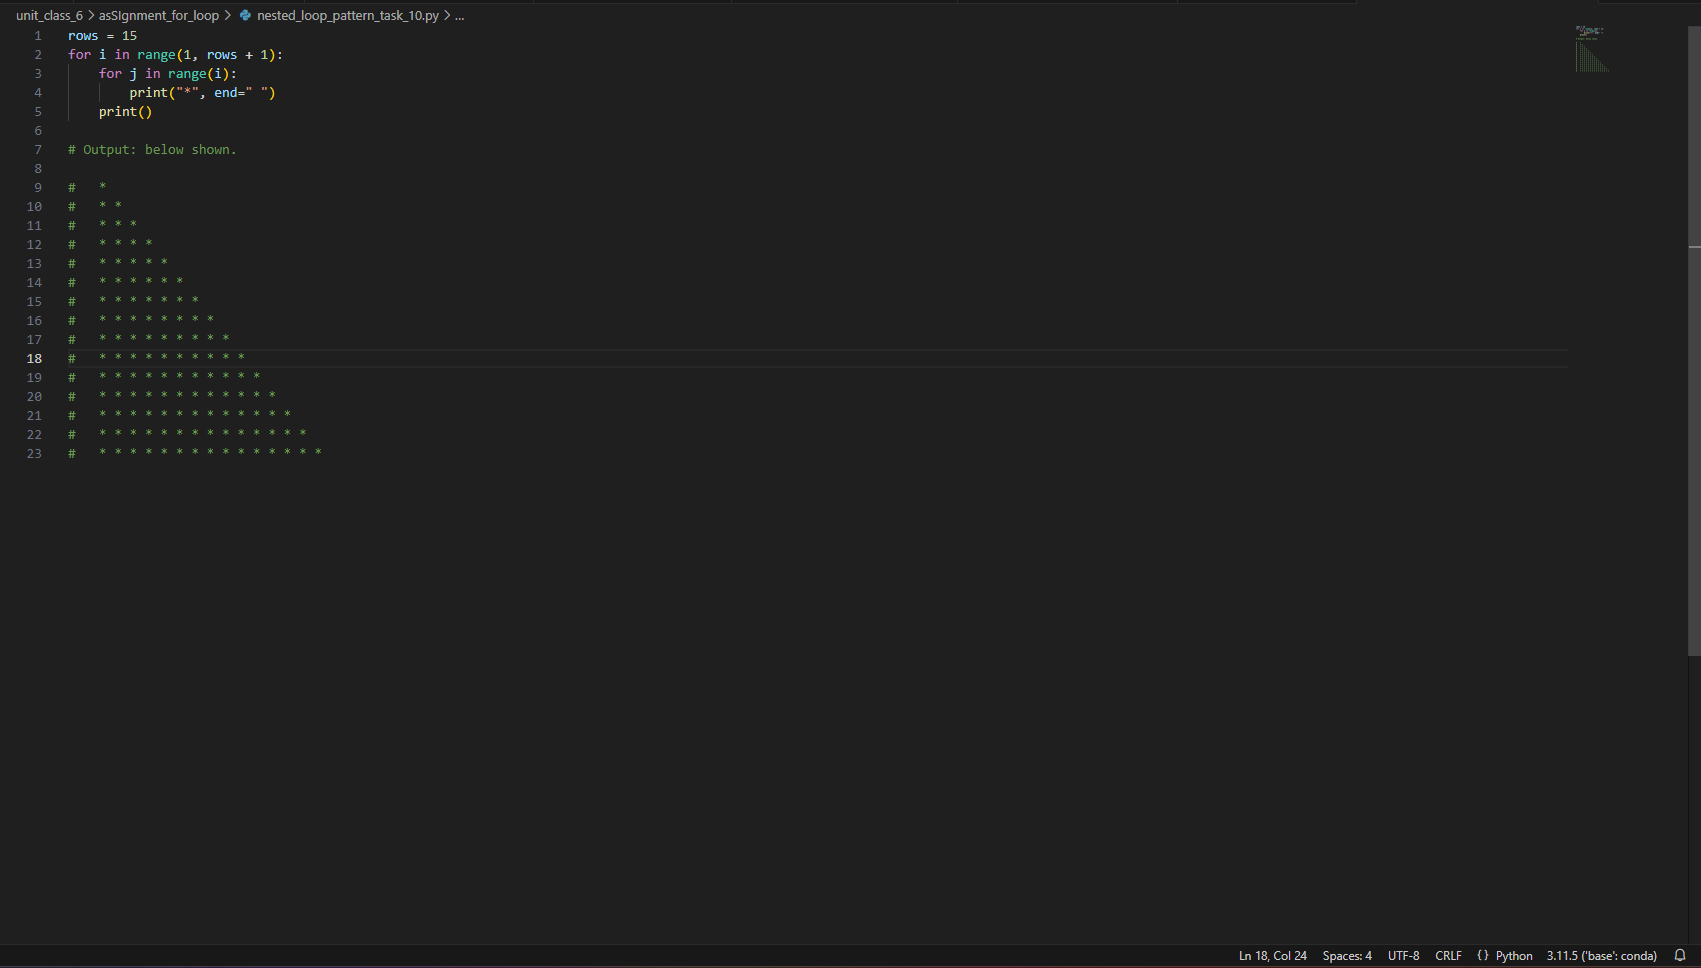 unit_class_6 > asSIgnment_for_loop > nested_loop_pattern_task_10.py > ...
1 rows = 15
2 for i in range(1, rows + 1):
3     for j in range(i):
4         print("*", end=" ")
5     print()
6
7 # Output: below shown.
8
9 #   *
10 #   * *
11 #   * * *
12 #   * * * *
13 #   * * * * *
14 #   * * * * * *
15 #   * * * * * * *
16 #   * * * * * * * *
17 #   * * * * * * * * *
18 #   * * * * * * * * * *
19 #   * * * * * * * * * * *
20 #   * * * * * * * * * * * *
21 #   * * * * * * * * * * * * *
22 #   * * * * * * * * * * * * * *
23 #   * * * * * * * * * * * * * * *
Ln 18, Col 24 Spaces: 4 UTF-8 CRLF {} Python 3.11.5 ('base': conda)